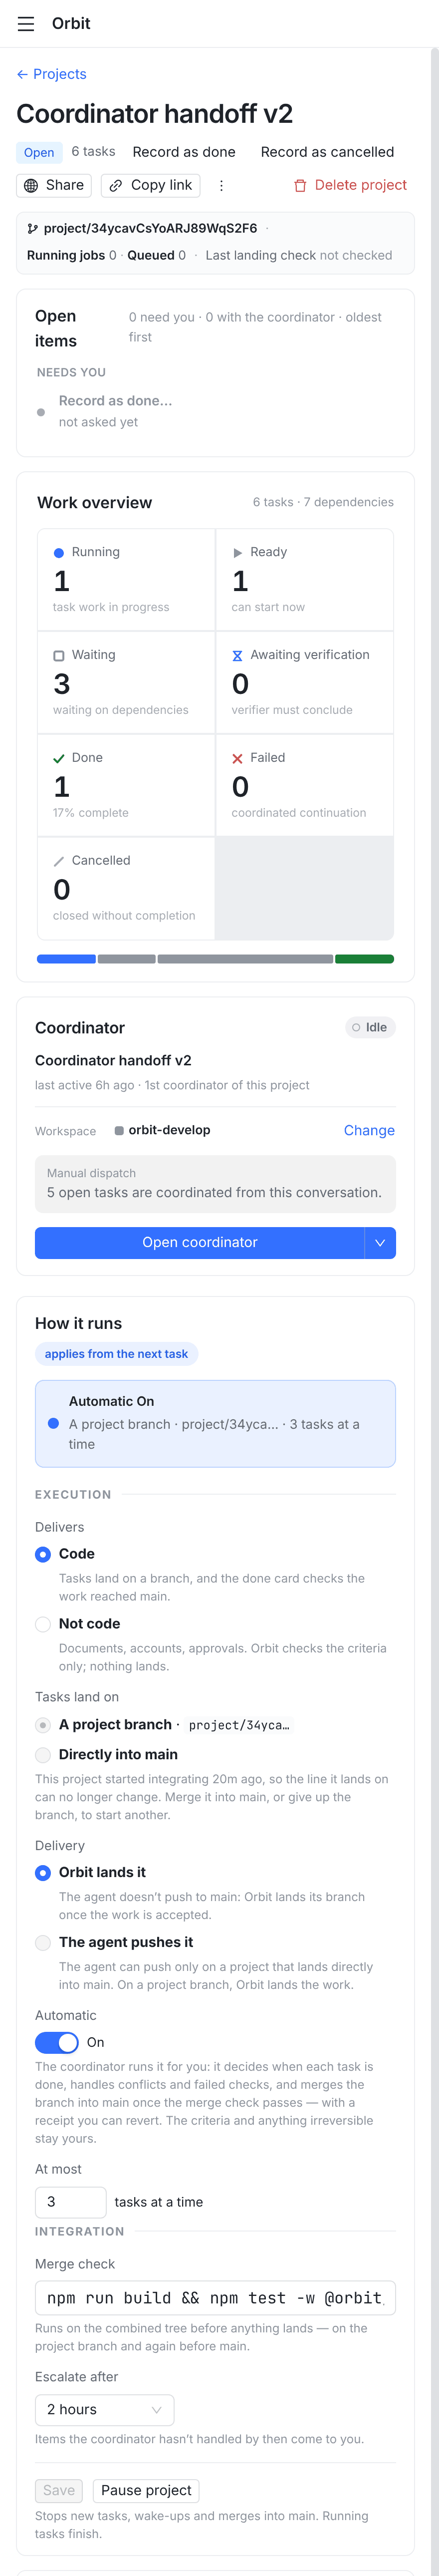 Orbit
← Projects
Coordinator handoff v2
Open 6 tasks Record as done Record as cancelled
Share Copy link Delete project
project/34ycavCsYoARJ89WqS2F6 ·
Running jobs 0 · Queued 0 · Last landing check not checked
Open items
0 need you · 0 with the coordinator · oldest first
NEEDS YOU
Record as done...
not asked yet
Work overview
6 tasks · 7 dependencies
Running
1
task work in progress
Ready
1
can start now
Waiting
3
waiting on dependencies
Awaiting verification
0
verifier must conclude
Done
1
17% complete
Failed
0
coordinated continuation
Cancelled
0
closed without completion
Coordinator
Idle
Coordinator handoff v2
last active 6h ago · 1st coordinator of this project
Workspace orbit-develop Change
Manual dispatch
5 open tasks are coordinated from this conversation.
Open coordinator
How it runs
applies from the next task
Automatic On
A project branch · project/34yca... · 3 tasks at a
time
EXECUTION
Delivers
Code
Tasks land on a branch, and the done card checks the
work reached main.
Not code
Documents, accounts, approvals. Orbit checks the criteria
only; nothing lands.
Tasks land on
A project branch · project/34yca…
Directly into main
This project started integrating 20m ago, so the line it lands on
can no longer change. Merge it into main, or give up the
branch, to start another.
Delivery
Orbit lands it
The agent doesn't push to main: Orbit lands its branch
once the work is accepted.
The agent pushes it
The agent can push only on a project that lands directly
into main. On a project branch, Orbit lands the work.
Automatic
On
The coordinator runs it for you: it decides when each task is
done, handles conflicts and failed checks, and merges the
branch into main once the merge check passes — with a
receipt you can revert. The criteria and anything irreversible
stay yours.
At most
3 tasks at a time
INTEGRATION
Merge check
npm run build && npm test -w @orbit
Runs on the combined tree before anything lands — on the
project branch and again before main.
Escalate after
2 hours
Items the coordinator hasn't handled by then come to you.
Save Pause project
Stops new tasks, wake-ups and merges into main. Running
tasks finish.